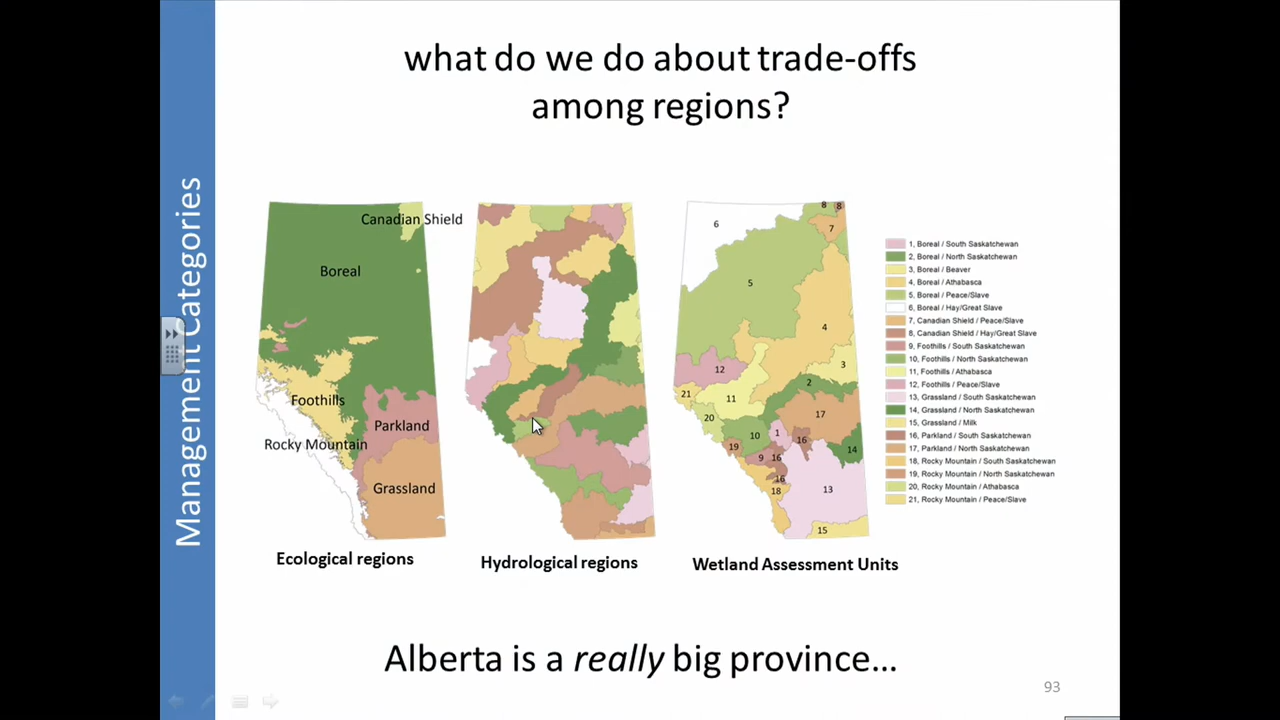 what do we do about trade-offs
among regions?
Management Categories
Canadian Shield
Boreal
Foothills
Parkland
Rocky Mountain
Grassland
Ecological regions
Hydrological regions
8
8
6
7
5
4
12
3
21
2
11
20
17
10
1
16
19
14
9
16
16
18
13
15
Wetland Assessment Units
1, Boreal / South Saskatchewan
2, Boreal / North Saskatchewan
3, Boreal / Beaver
4, Boreal / Athabasca
5, Boreal / Peace/Slave
6, Boreal / Hay/Great Slave
7, Canadian Shield / Peace/Slave
8, Canadian Shield / Hay/Great Slave
9, Foothills / South Saskatchewan
10, Foothills / North Saskatchewan
11, Foothills / Athabasca
12, Foothills / Peace/Slave
13, Grassland / South Saskatchewan
14, Grassland / North Saskatchewan
15, Grassland / Milk
16, Parkland / South Saskatchewan
17, Parkland / North Saskatchewan
18, Rocky Mountain / South Saskatchewan
19, Rocky Mountain / North Saskatchewan
20, Rocky Mountain / Athabasca
21, Rocky Mountain / Peace/Slave
Alberta is a really big province...
93